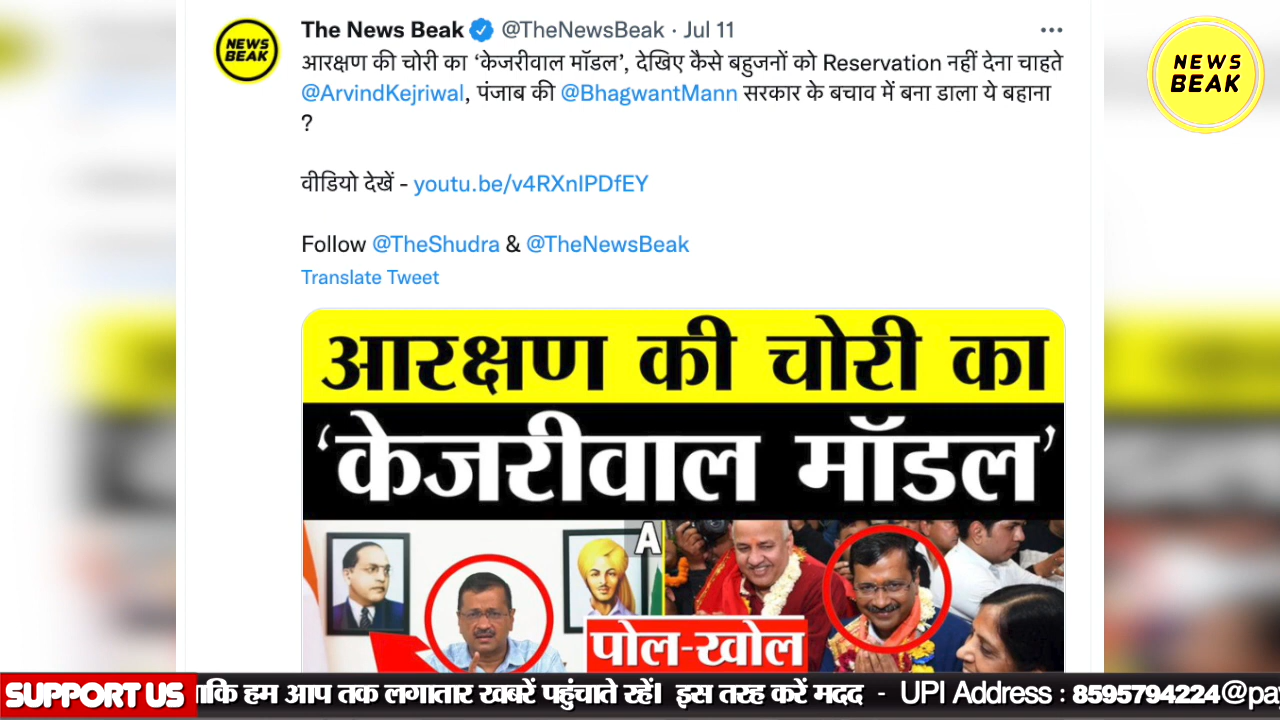 The News Beak @TheNewsBeak · Jul 11
NEWS BEAK
NEWS BEAK
आरक्षण की चोरी का ‘केजरीवाल मॉडल’, देखिए कैसे बहुजनों को Reservation नहीं देना चाहते
@ArvindKejriwal, पंजाब की @BhagwantMann सरकार के बचाव में बना डाला ये बहाना
?
वीडियो देखें - youtu.be/v4RXnlPDfEY
Follow @TheShudra & @TheNewsBeak
Translate Tweet
आरक्षण की चोरी का
‘केजरीवाल मॉडल’
A
पोल-खोल
SUPPORT US
हम आप तक लगातार खबरें पहुंचाते रहें। इस तरह करें मदद - UPI Address : 8595794224@pay